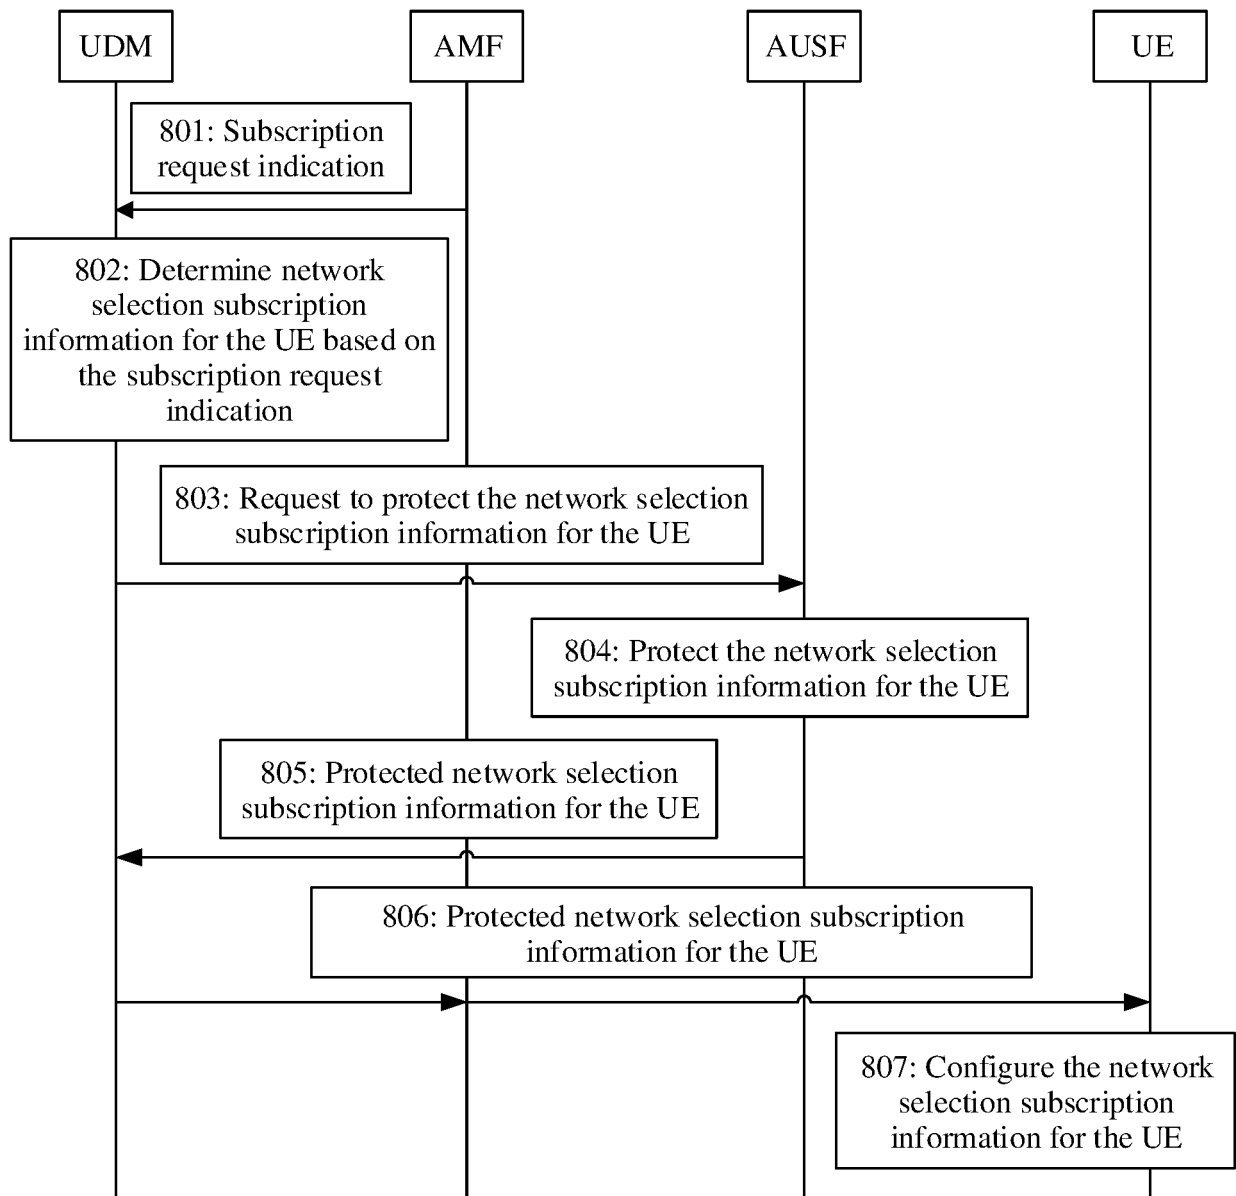 UDM
AMF
AUSF
UE
801: Subscription
request indication
802: Determine network
selection subscription
information for the UE based on
the subscription request
indication
803: Request to protect the network selection
subscription information for the UE
804: Protect the network selection
subscription information for the UE
805: Protected network selection
subscription information for the UE
806: Protected network selection subscription
information for the UE
807: Configure the network
selection subscription
information for the UE